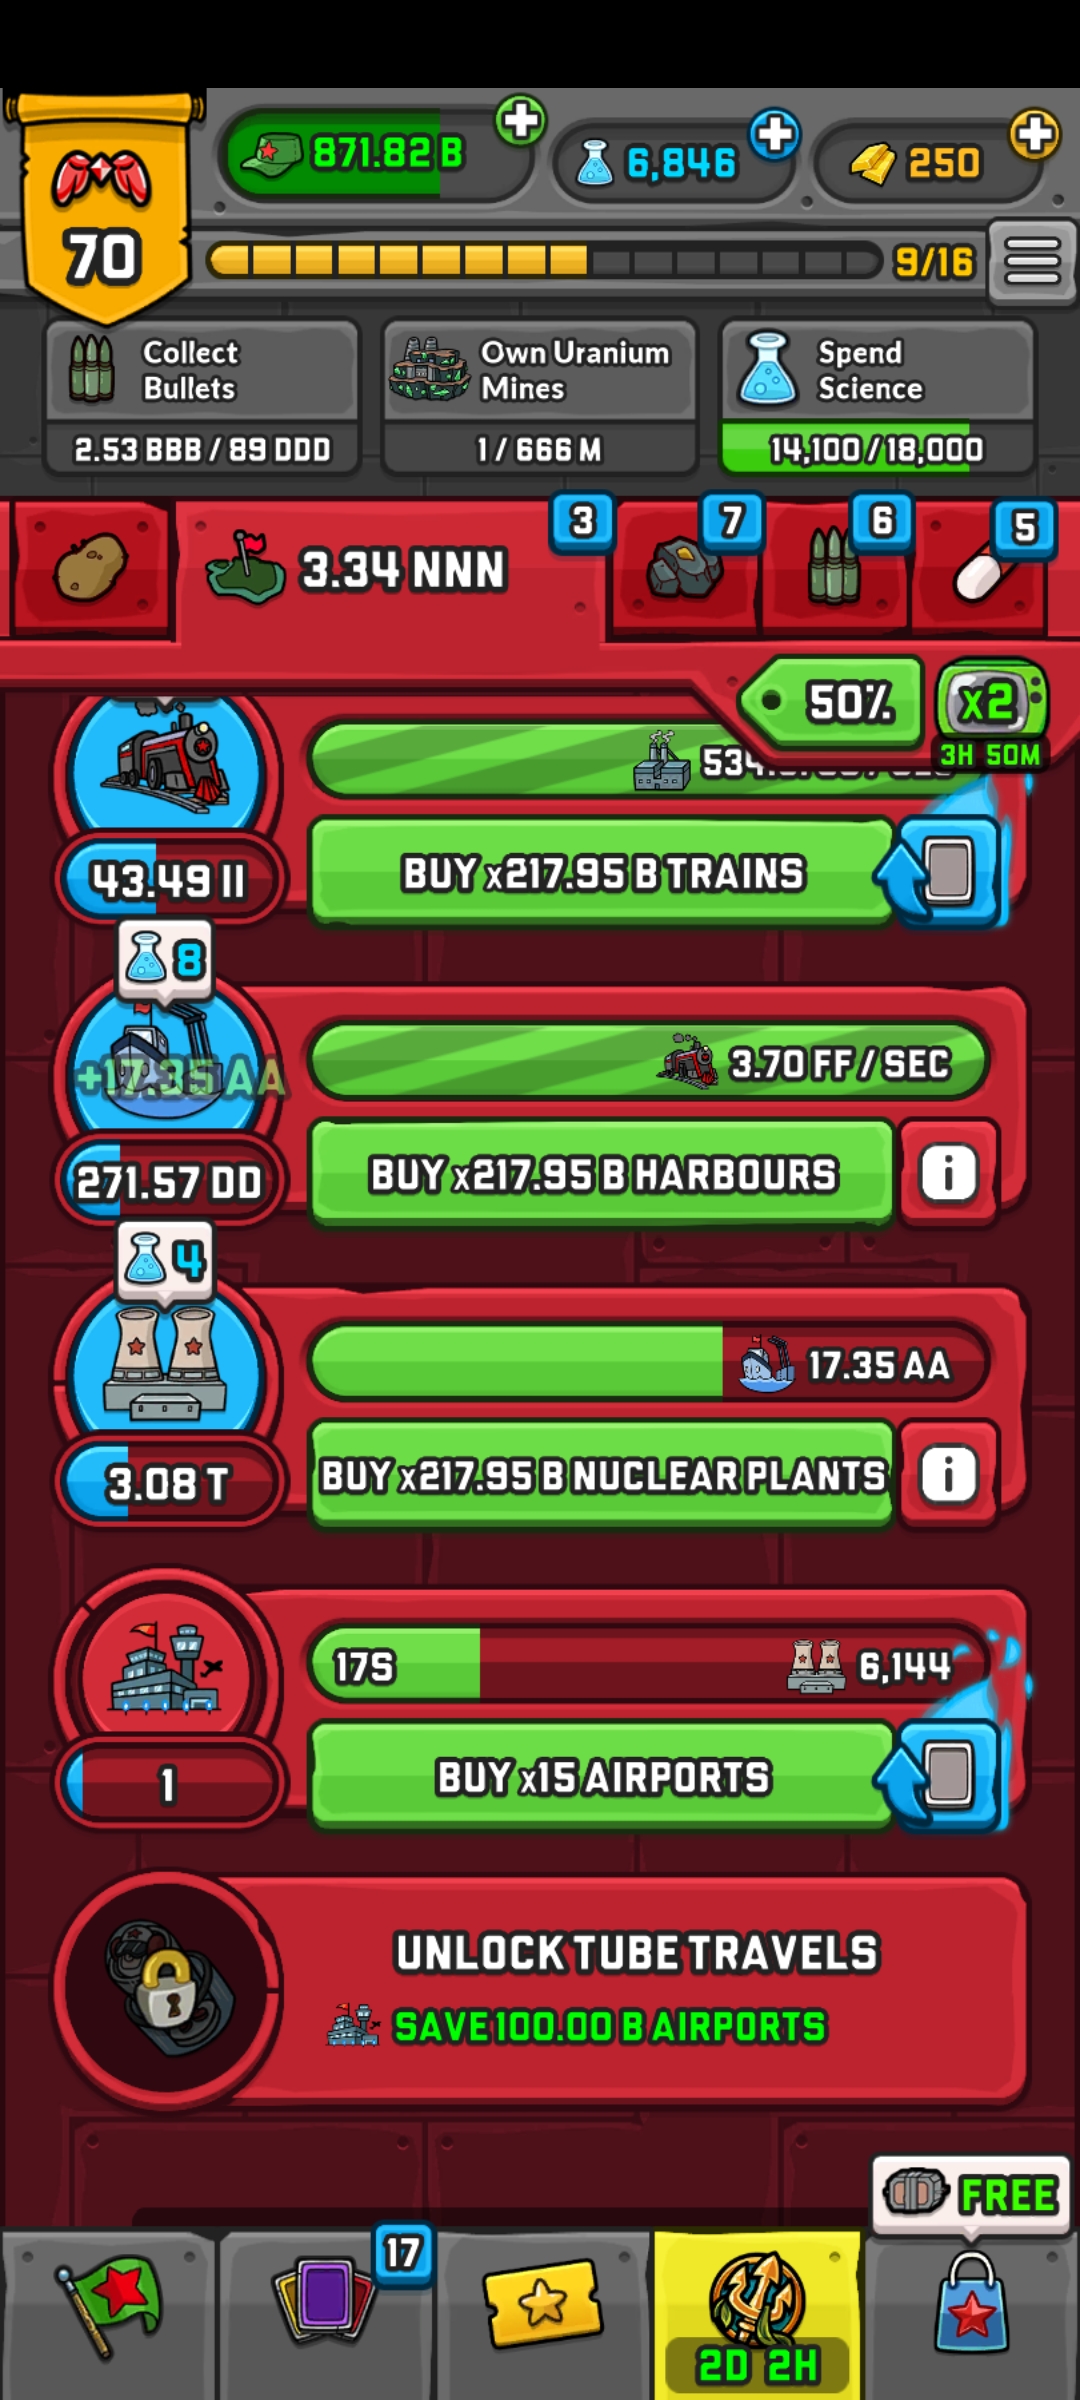 871.82 B
6,846
250
70
9/16
Collect
Bullets
Own Uranium
Mines
Spend
Science
2.53 BBB / 89 DDD
1 / 666 M
14,100 / 18,000
3.34 NNN
3
7
6
5
50%
x2
3H 50M
43.49 II
BUY x217.95 B TRAINS
8
+17.35 AA
3.70 FF / SEC
271.57 DD
BUY x217.95 B HARBOURS
i
4
17.35 AA
3.08 T
BUY x217.95 B NUCLEAR PLANTS
i
17S
6,144
1
BUY x15 AIRPORTS
UNLOCK TUBE TRAVELS
SAVE 100.00 B AIRPORTS
FREE
17
2D 2H